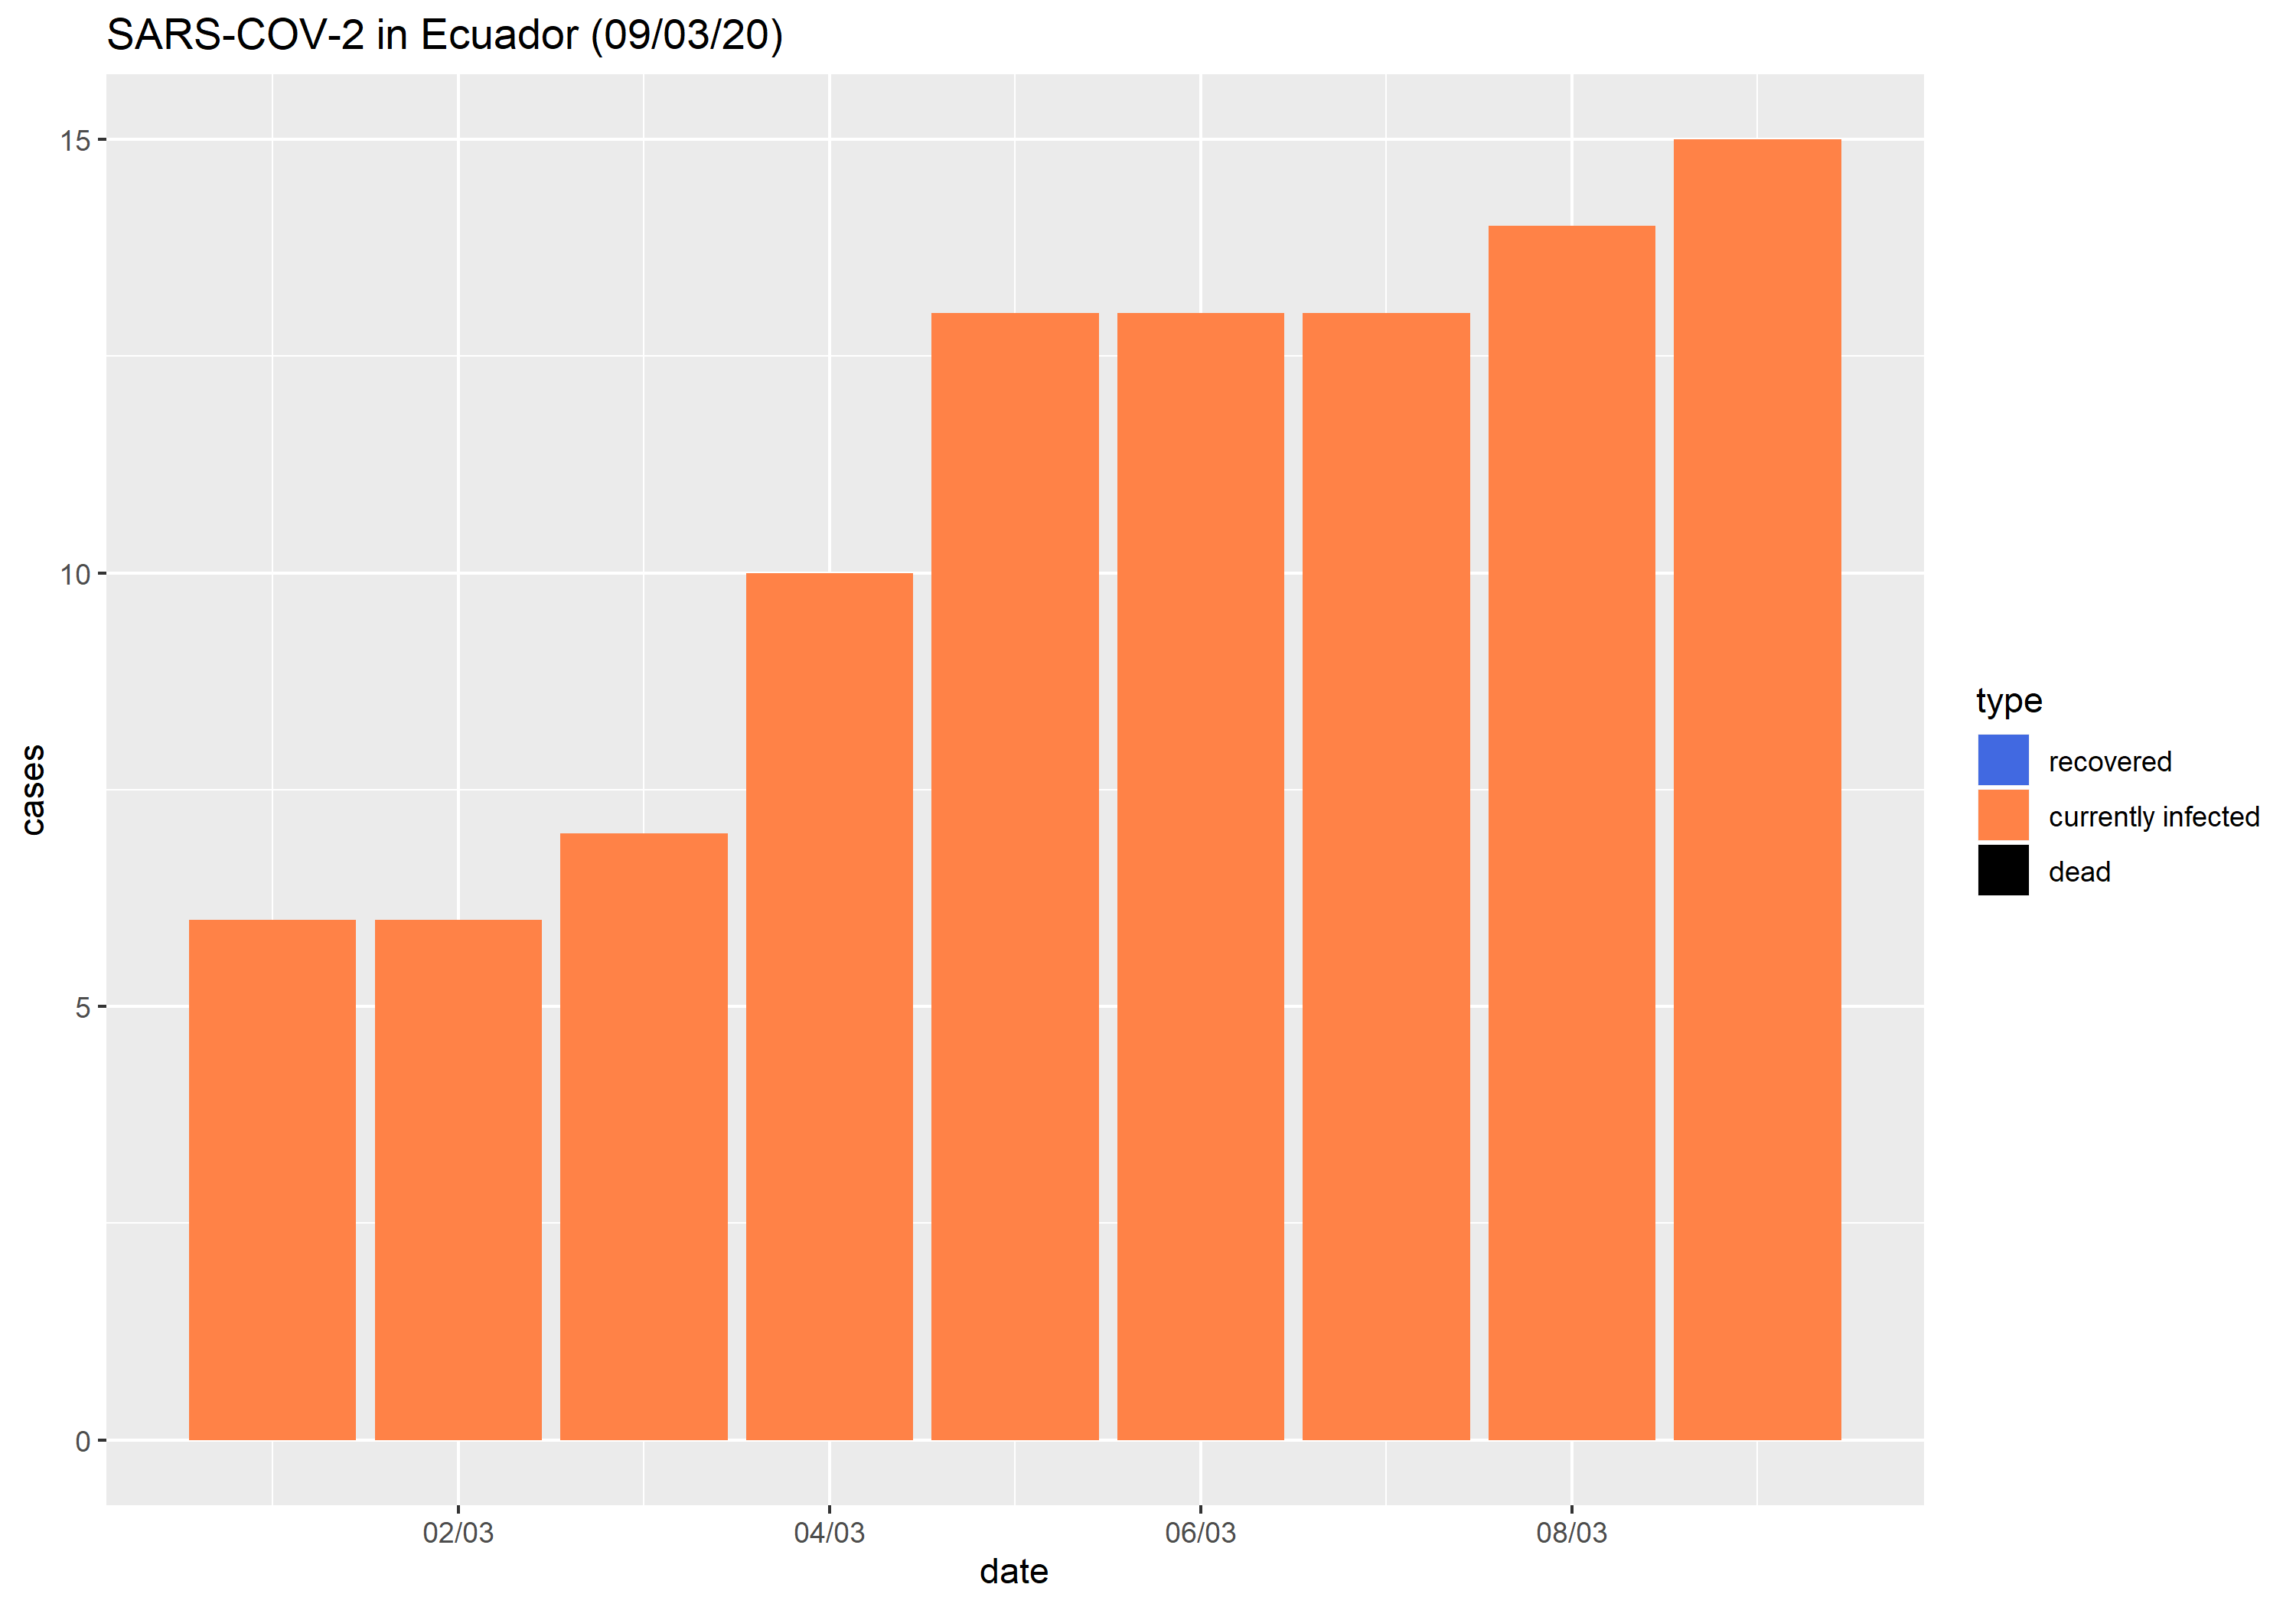 SARS-COV-2 in Ecuador (09/03/20)
15
10
5
0
cases
02/03
04/03
06/03
08/03
date
type
recovered
currently infected
dead